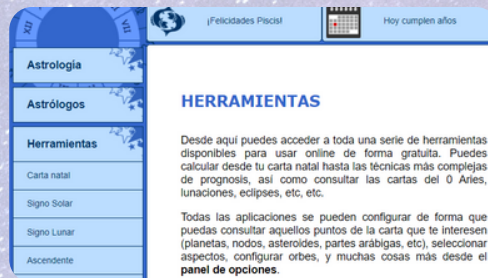 XII
VII
¡Felicidades Piscis!
Hoy cumplen años
Astrología
Astrólogos
Herramientas
Carta natal
Signo Solar
Signo Lunar
Ascendente
HERRAMIENTAS
Desde aquí puedes acceder a toda una serie de herramientas
disponibles para usar online de forma gratuita. Puedes
calcular desde tu carta natal hasta las técnicas más complejas
de prognosis, así como consultar las cartas del 0 Aries,
lunaciones, eclipses, etc, etc.
Todas las aplicaciones se pueden configurar de forma que
puedas consultar aquellos puntos de la carta que te interesen
(planetas, nodos, asteroides, partes arábigas, etc), seleccionar
aspectos, configurar orbes, y muchas cosas más desde el
panel de opciones.